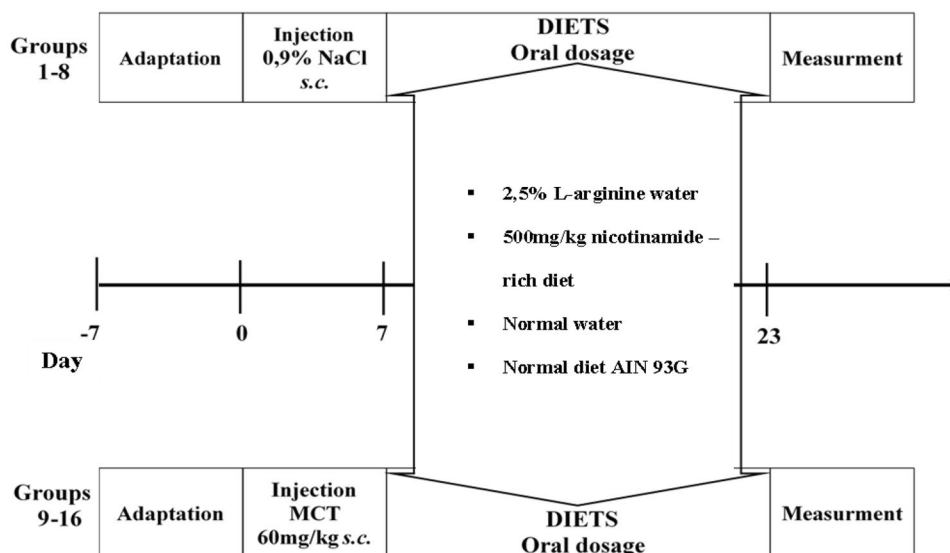 Groups
1-8
Adaptation
Injection
0,9% NaCl
s.c.
DIETS
Oral dosage
Measurment
▪ 2,5% L-arginine water
▪ 500mg/kg nicotinamide –
rich diet
▪ Normal water
▪ Normal diet AIN 93G
-7
0
7
23
Day
Groups
9-16
Adaptation
Injection
MCT
60mg/kg s.c.
DIETS
Oral dosage
Measurment